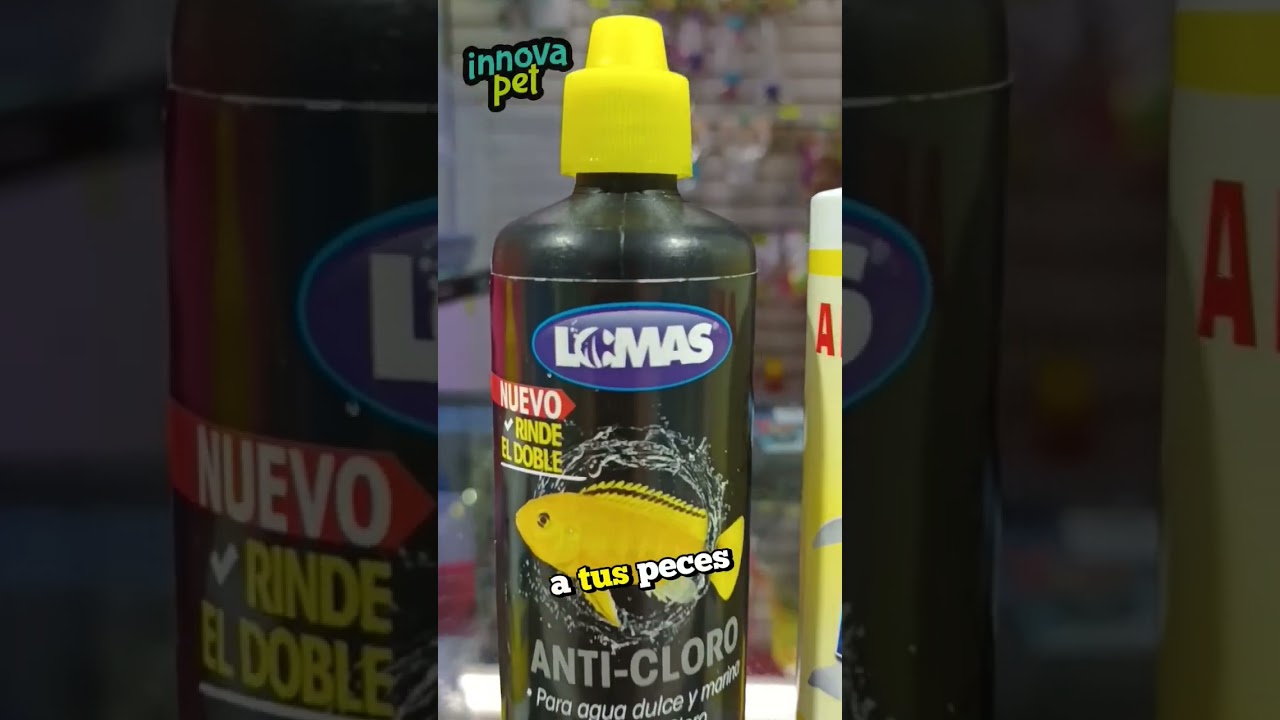 innova
pet
LOMAS
NUEVO
RINDE
EL DOBLE
a tus peces
ANTI-CLORO
• Para agua dulce y marina
NUEVO
RINDE
EL DOBLE